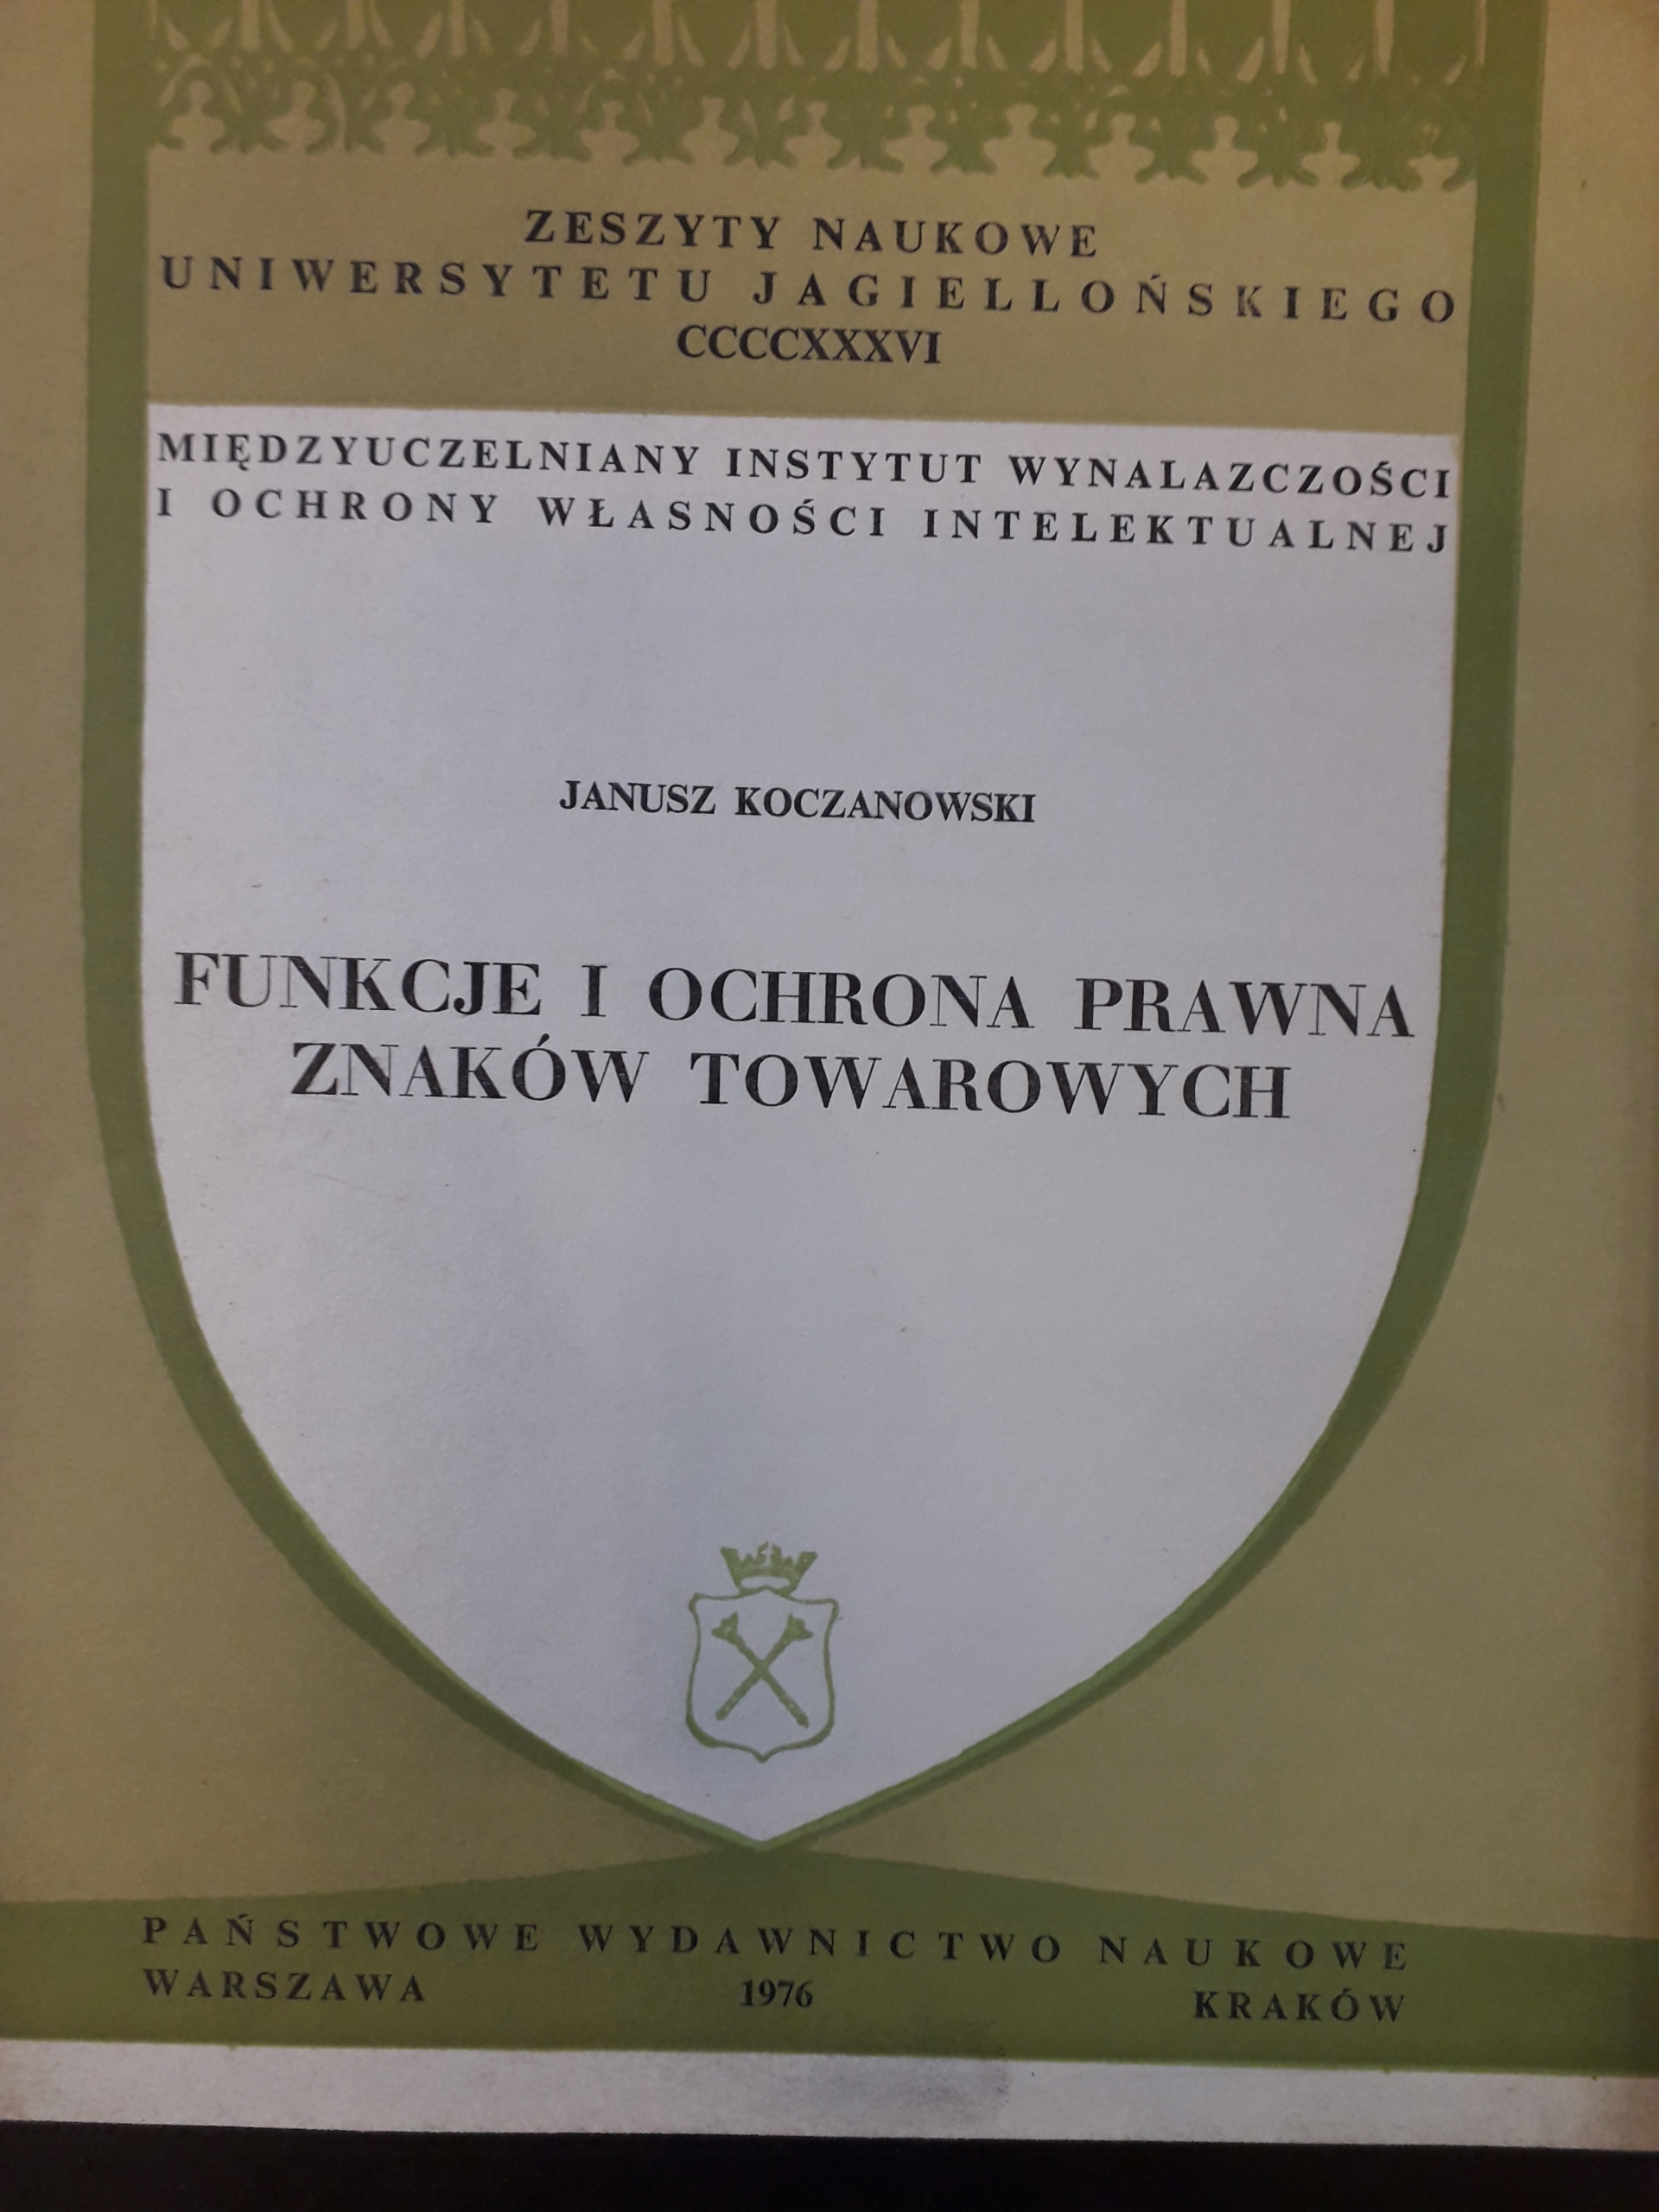 ZESZYTY NAUKOWE
UNIWERSYTETU JAGIELLOŃSKIEGO
CCCCXXXVI
MIĘDZYUCZELNIANY INSTYTUT WYNALAZCZOŚCI
I OCHRONY WŁASNOŚCI INTELEKTUALNEJ
JANUSZ KOCZANOWSKI
FUNKCJE I OCHRONA PRAWNA
ZNAKÓW TOWAROWYCH
PAŃSTWOWE WYDAWNICTWO NAUKOWE
WARSZAWA 1976 KRAKÓW